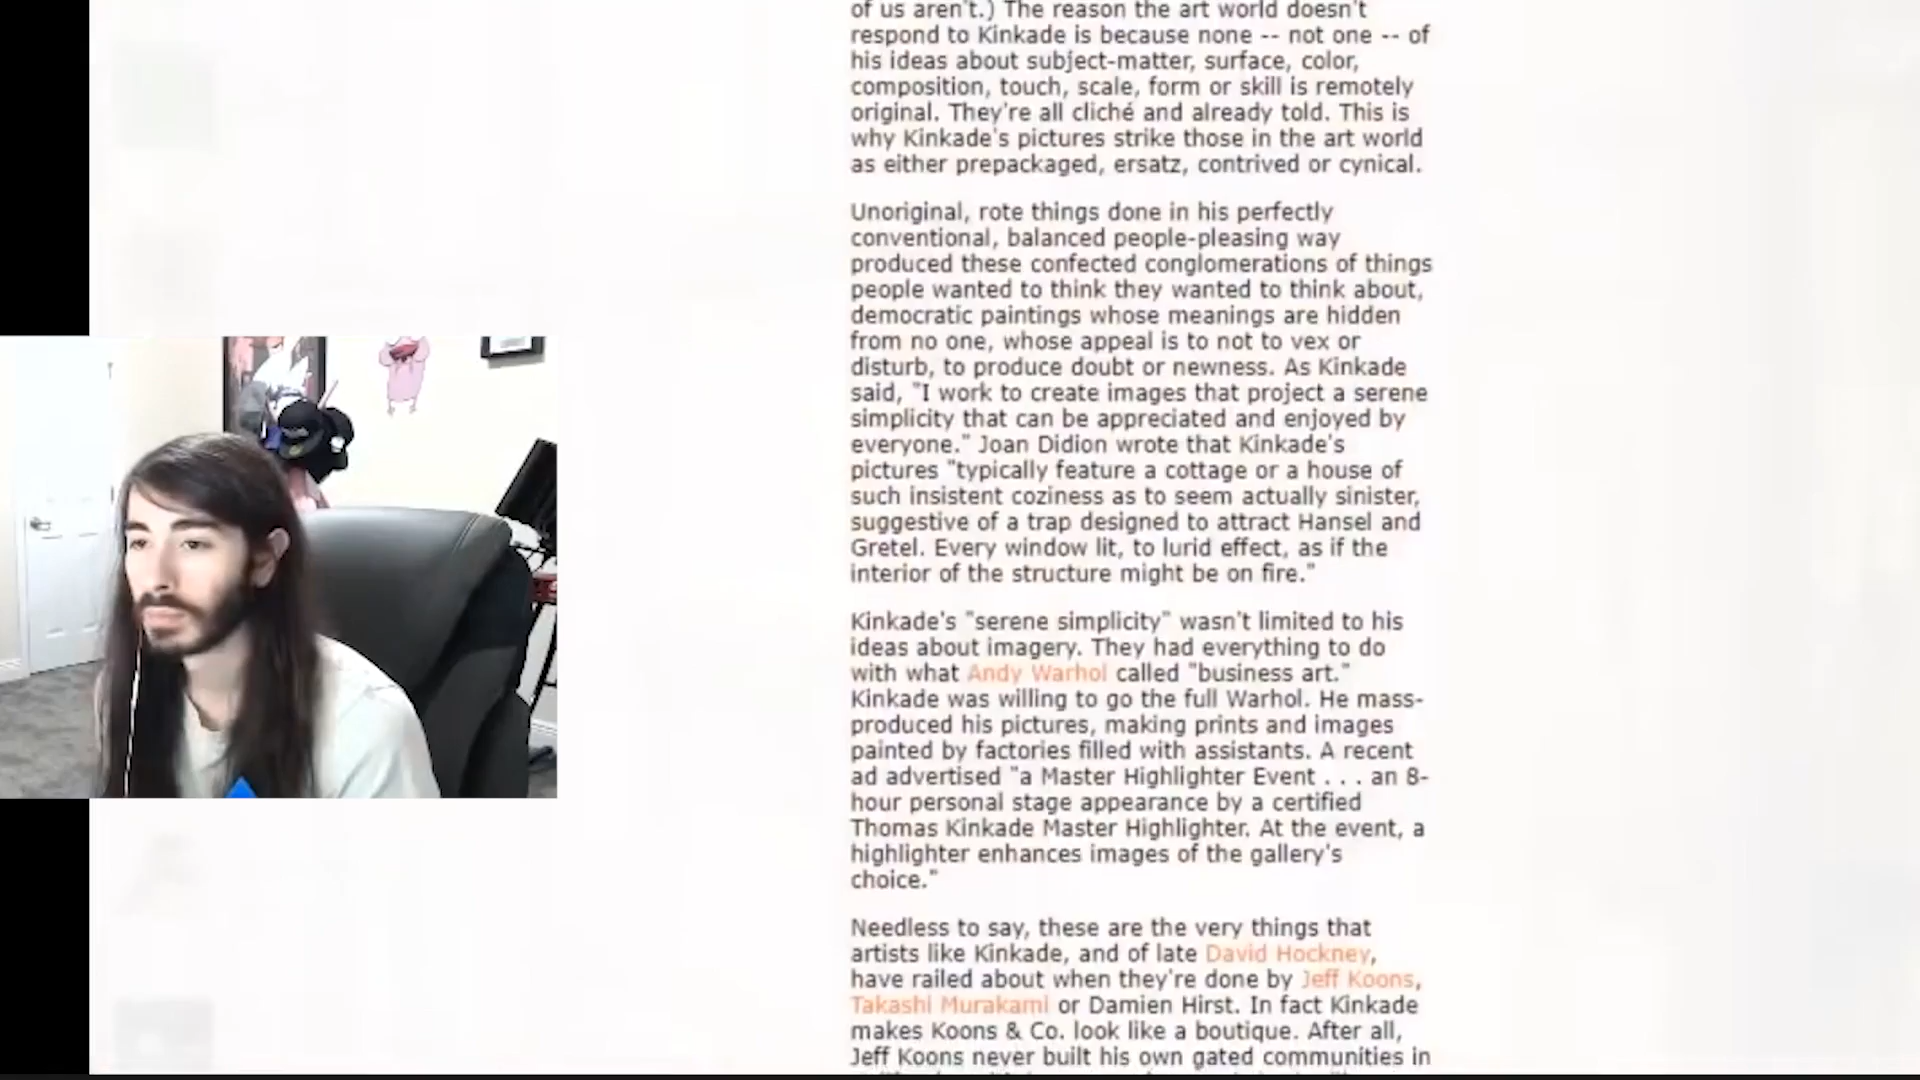 of us aren't.) The reason the art world doesn't
respond to Kinkade is because none -- not one -- of
his ideas about subject-matter, surface, color,
composition, touch, scale, form or skill is remotely
original. They're all cliché and already told. This is
why Kinkade's pictures strike those in the art world
as either prepackaged, ersatz, contrived or cynical.
Unoriginal, rote things done in his perfectly
conventional, balanced people-pleasing way
produced these confected conglomerations of things
people wanted to think they wanted to think about,
democratic paintings whose meanings are hidden
from no one, whose appeal is to not to vex or
disturb, to produce doubt or newness. As Kinkade
said, "I work to create images that project a serene
simplicity that can be appreciated and enjoyed by
everyone." Joan Didion wrote that Kinkade's
pictures "typically feature a cottage or a house of
such insistent coziness as to seem actually sinister,
suggestive of a trap designed to attract Hansel and
Gretel. Every window lit, to lurid effect, as if the
interior of the structure might be on fire."
Kinkade's "serene simplicity" wasn't limited to his
ideas about imagery. They had everything to do
with what Andy Warhol called "business art."
Kinkade was willing to go the full Warhol. He mass-
produced his pictures, making prints and images
painted by factories filled with assistants. A recent
ad advertised "a Master Highlighter Event . . . an 8-
hour personal stage appearance by a certified
Thomas Kinkade Master Highlighter. At the event, a
highlighter enhances images of the gallery's
choice."
Needless to say, these are the very things that
artists like Kinkade, and of late David Hockney,
have railed about when they're done by Jeff Koons,
Takashi Murakami or Damien Hirst. In fact Kinkade
makes Koons & Co. look like a boutique. After all,
Jeff Koons never built his own gated communities in